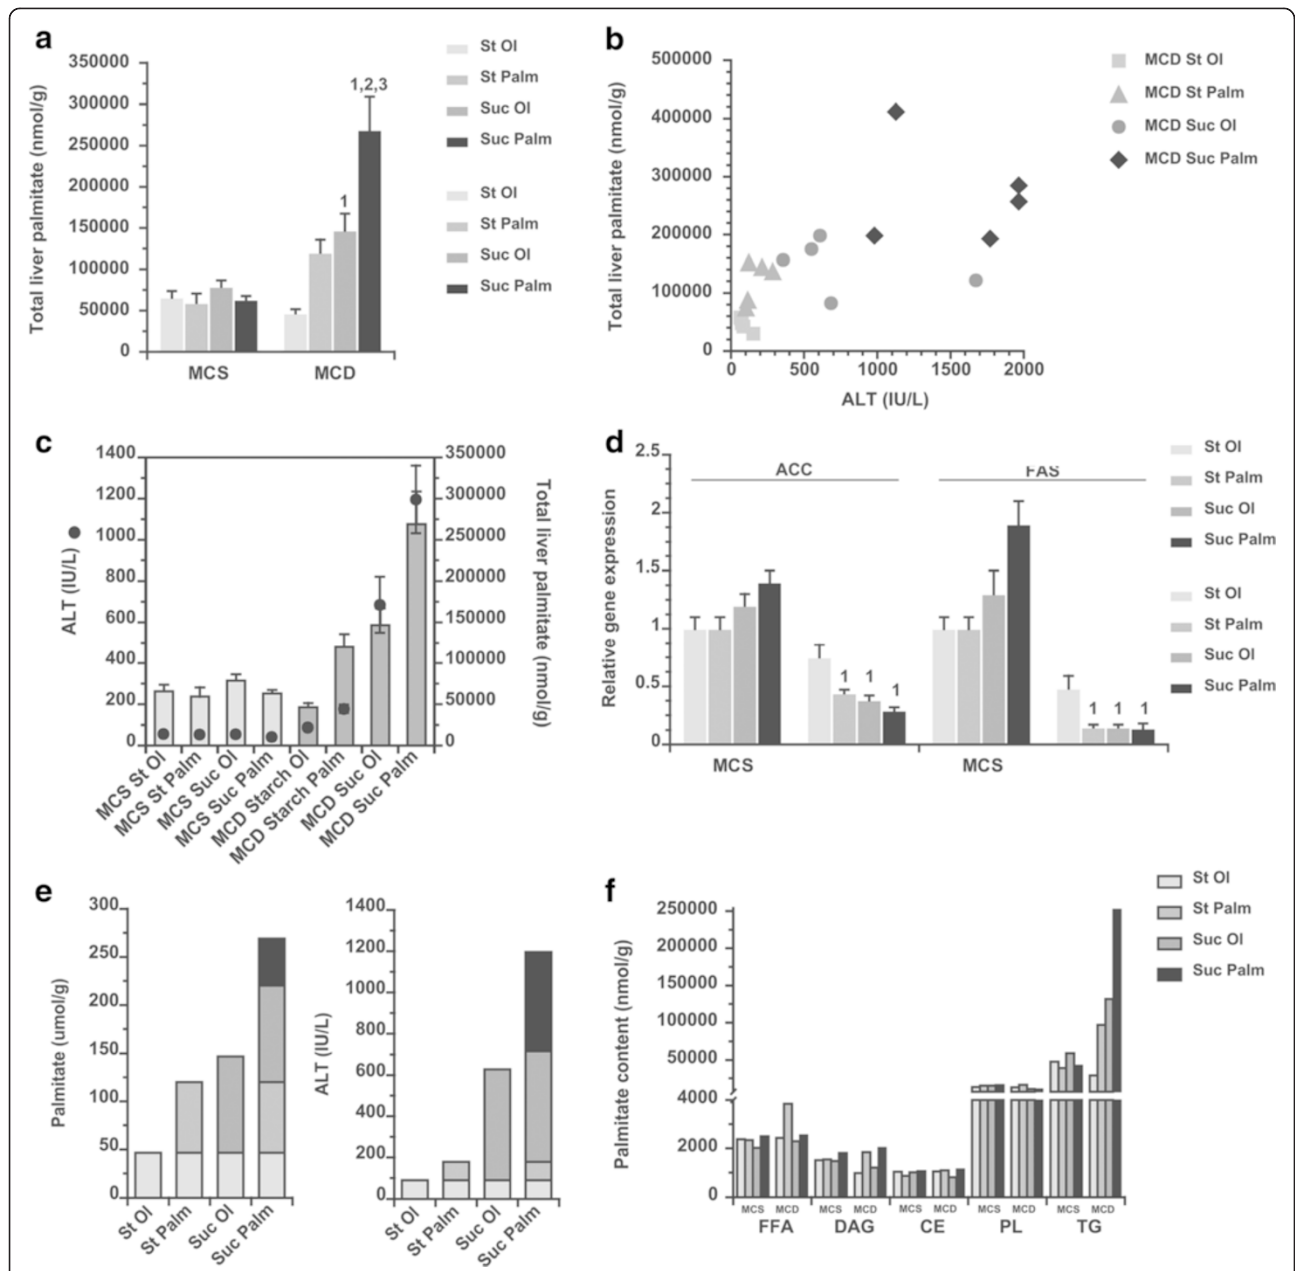 a
350000
300000
250000
200000
150000
100000
50000
0
Total liver palmitate (nmol/g)
1
1,2,3
MCS
MCD
St Ol
St Palm
Suc Ol
Suc Palm
St Ol
St Palm
Suc Ol
Suc Palm
b
500000
400000
300000
200000
100000
0
Total liver palmitate (nmol/g)
0
500
1000
1500
2000
ALT (IU/L)
MCD St Ol
MCD St Palm
MCD Suc Ol
MCD Suc Palm
c
1400
1200
1000
800
600
400
200
0
ALT (IU/L)
350000
300000
250000
200000
150000
100000
50000
0
Total liver palmitate (nmol/g)
MCS St Ol
MCS St Palm
MCS Suc Ol
MCS Suc Palm
MCD Starch Ol
MCD Starch Palm
MCD Suc Ol
MCD Suc Palm
d
2.5
2
1.5
1
0.5
0
Relative gene expression
ACC
FAS
1 1 1
1 1 1
MCS
MCS
St Ol
St Palm
Suc Ol
Suc Palm
St Ol
St Palm
Suc Ol
Suc Palm
e
300
250
200
150
100
50
0
Palmitate (umol/g)
St Ol
St Palm
Suc Ol
Suc Palm
1400
1200
1000
800
600
400
200
0
ALT (IU/L)
St Ol
St Palm
Suc Ol
Suc Palm
f
250000
200000
150000
100000
50000
4000
2000
0
Palmitate content (nmol/g)
MCS MCD MCS MCD MCS MCD MCS MCD MCS MCD
FFA DAG CE PL TG
St Ol
St Palm
Suc Ol
Suc Palm